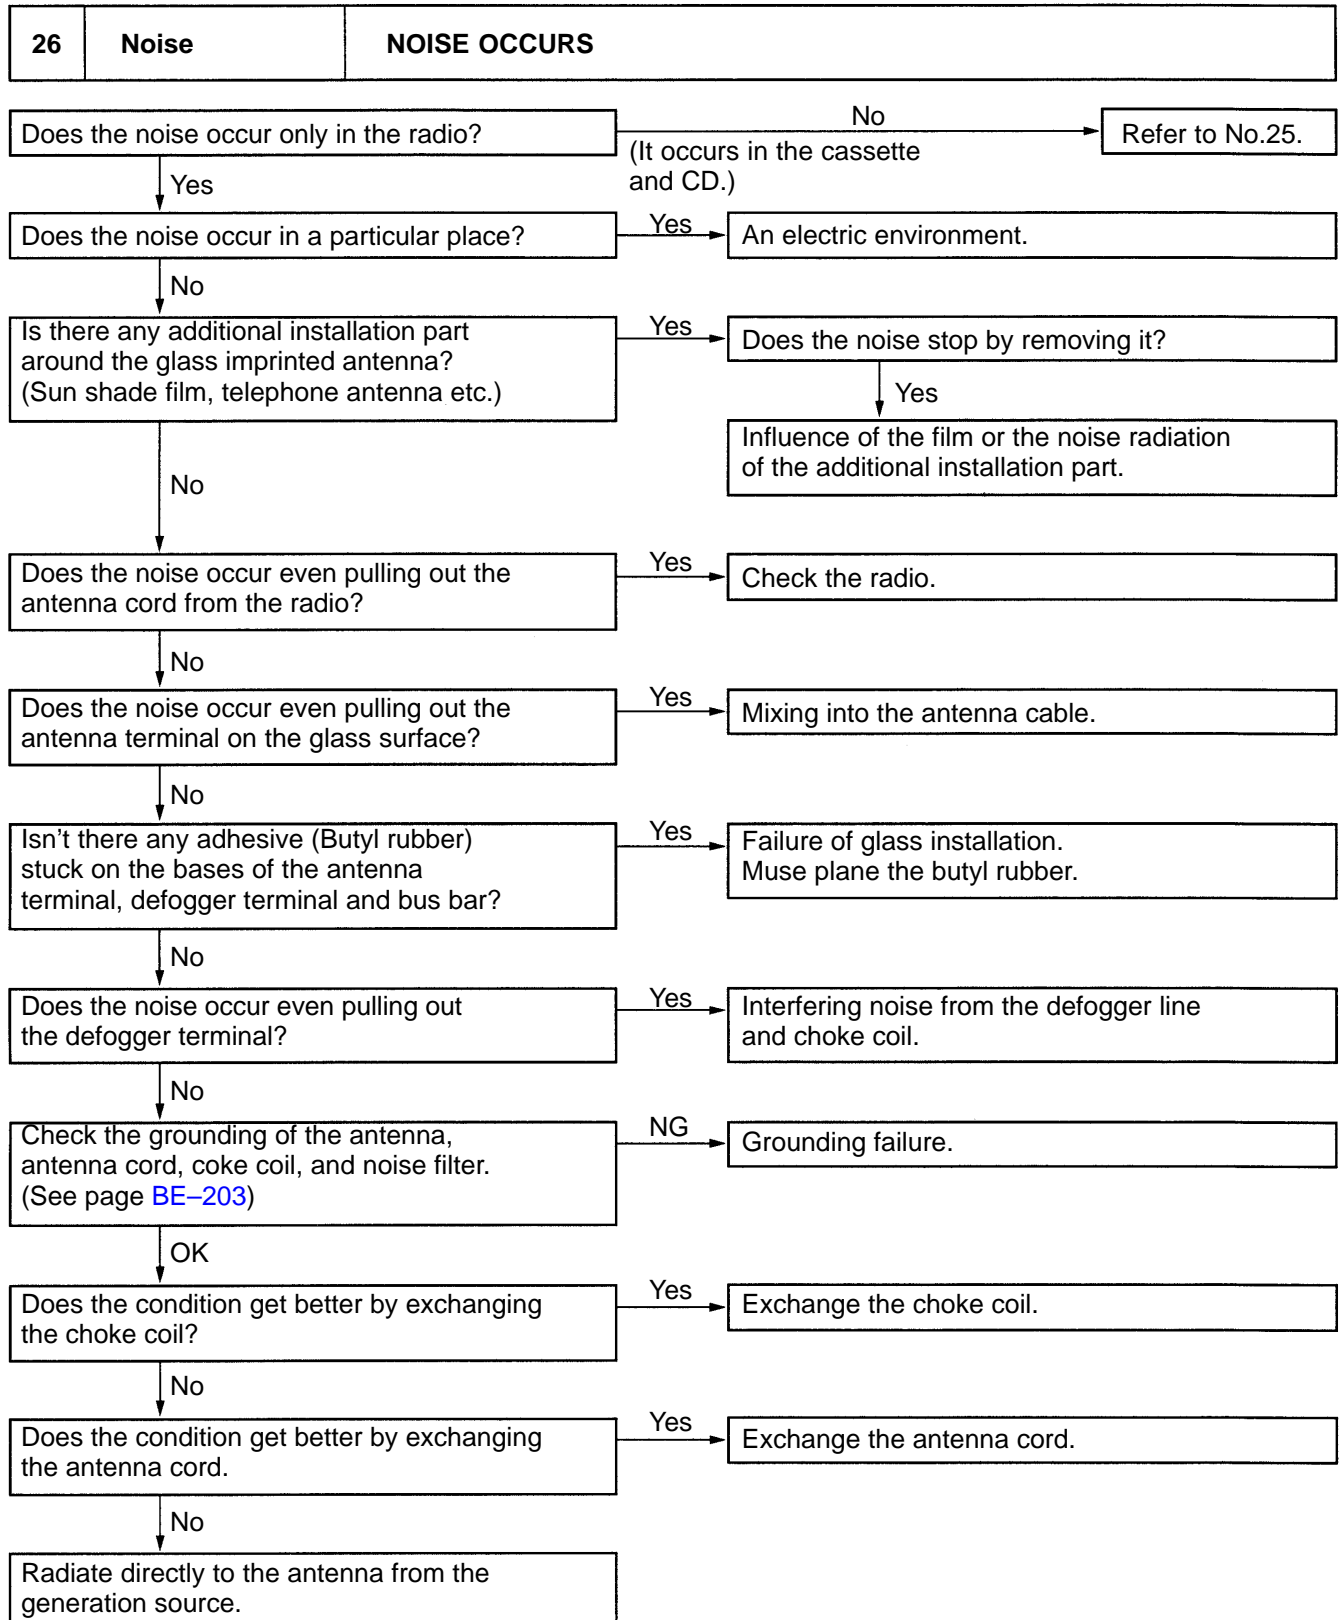 26 Noise NOISE OCCURS
Does the noise occur only in the radio?
No
(It occurs in the cassette
and CD.)
Refer to No.25.
Yes
Does the noise occur in a particular place?
Yes
An electric environment.
No
Is there any additional installation part
around the glass imprinted antenna?
(Sun shade film, telephone antenna etc.)
Yes
Does the noise stop by removing it?
Yes
Influence of the film or the noise radiation
of the additional installation part.
No
Does the noise occur even pulling out the
antenna cord from the radio?
Yes
Check the radio.
No
Does the noise occur even pulling out the
antenna terminal on the glass surface?
Yes
Mixing into the antenna cable.
No
Isn't there any adhesive (Butyl rubber)
stuck on the bases of the antenna
terminal, defogger terminal and bus bar?
Yes
Failure of glass installation.
Muse plane the butyl rubber.
No
Does the noise occur even pulling out
the defogger terminal?
Yes
Interfering noise from the defogger line
and choke coil.
No
Check the grounding of the antenna,
antenna cord, coke coil, and noise filter.
(See page BE–203)
NG
Grounding failure.
OK
Does the condition get better by exchanging
the choke coil?
Yes
Exchange the choke coil.
No
Does the condition get better by exchanging
the antenna cord.
Yes
Exchange the antenna cord.
No
Radiate directly to the antenna from the
generation source.